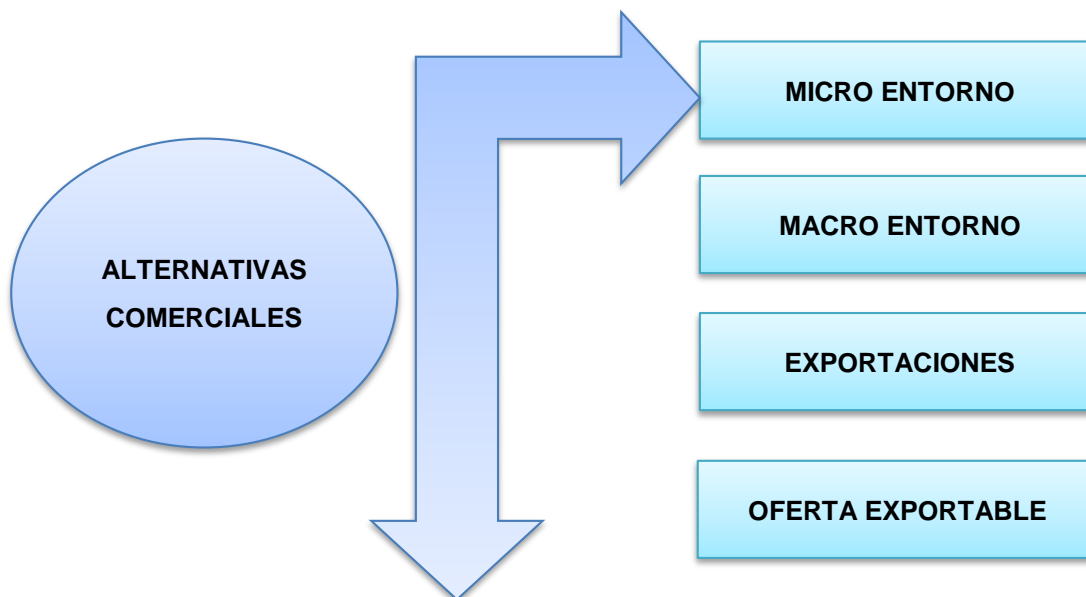 ALTERNATIVAS
COMERCIALES
MICRO ENTORNO
MACRO ENTORNO
EXPORTACIONES
OFERTA EXPORTABLE